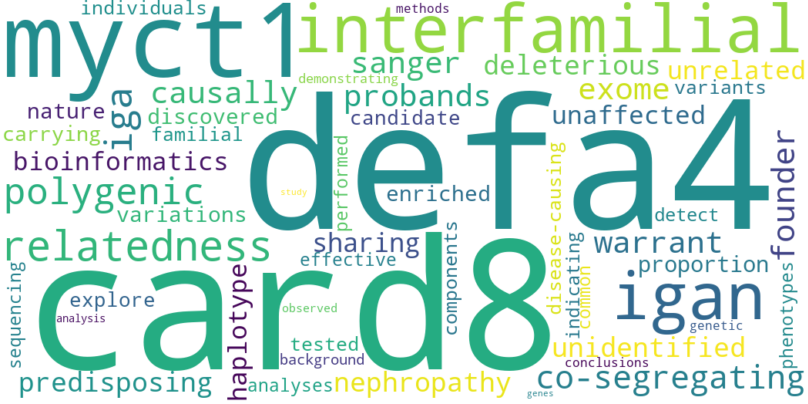 individuals
methods
myct1
interfamilial
sanger
deleterious
demonstrating
unrelated
causally
probands
exome
variants
nature
iga
discovered
candidate
unaffected
carrying
familial
bioinformatics
defa4
polygenic
performed
study
enriched
disease-causing
founder
variations
detect
relatedness
sharing
components
warrant
effective
indicating
proportion
sequencing
explore
card8
igan
common
phenotypes
haplotype
observed
analysis
genetic
tested
unidentified
background
conclusions
predisposing
analyses
nephropathy
co-segregating
genes